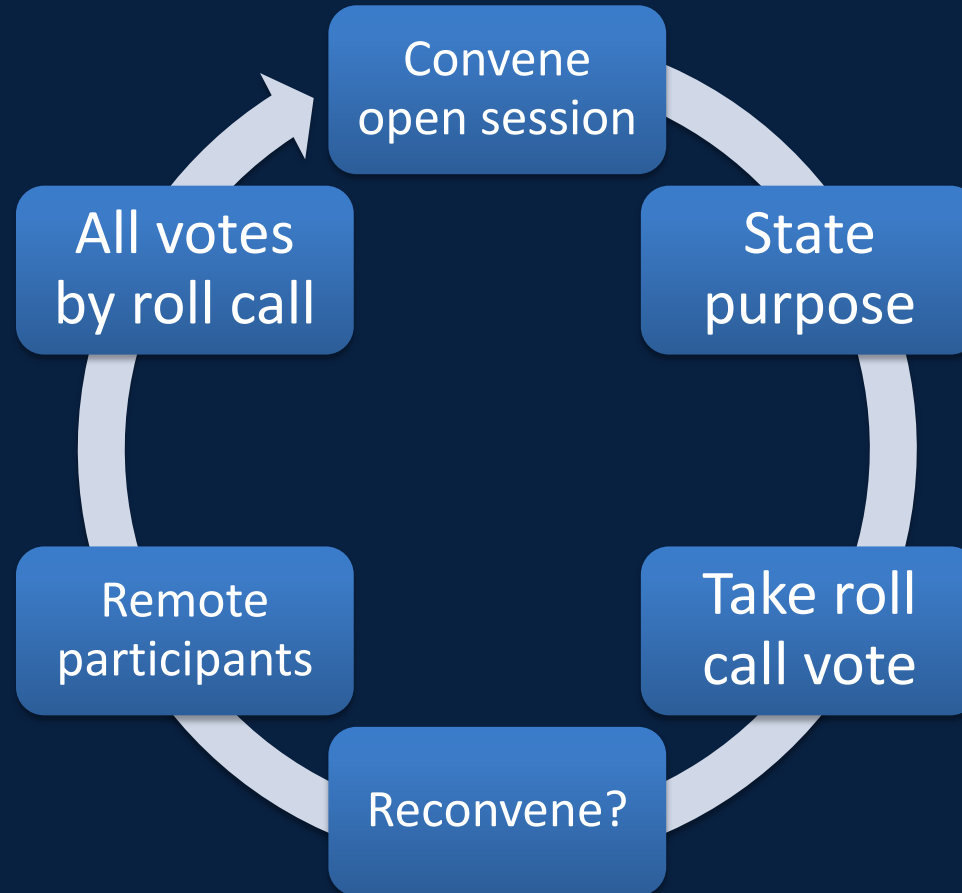 Convene
open session
State
purpose
Take roll
call vote
Reconvene?
Remote
participants
All votes
by roll call